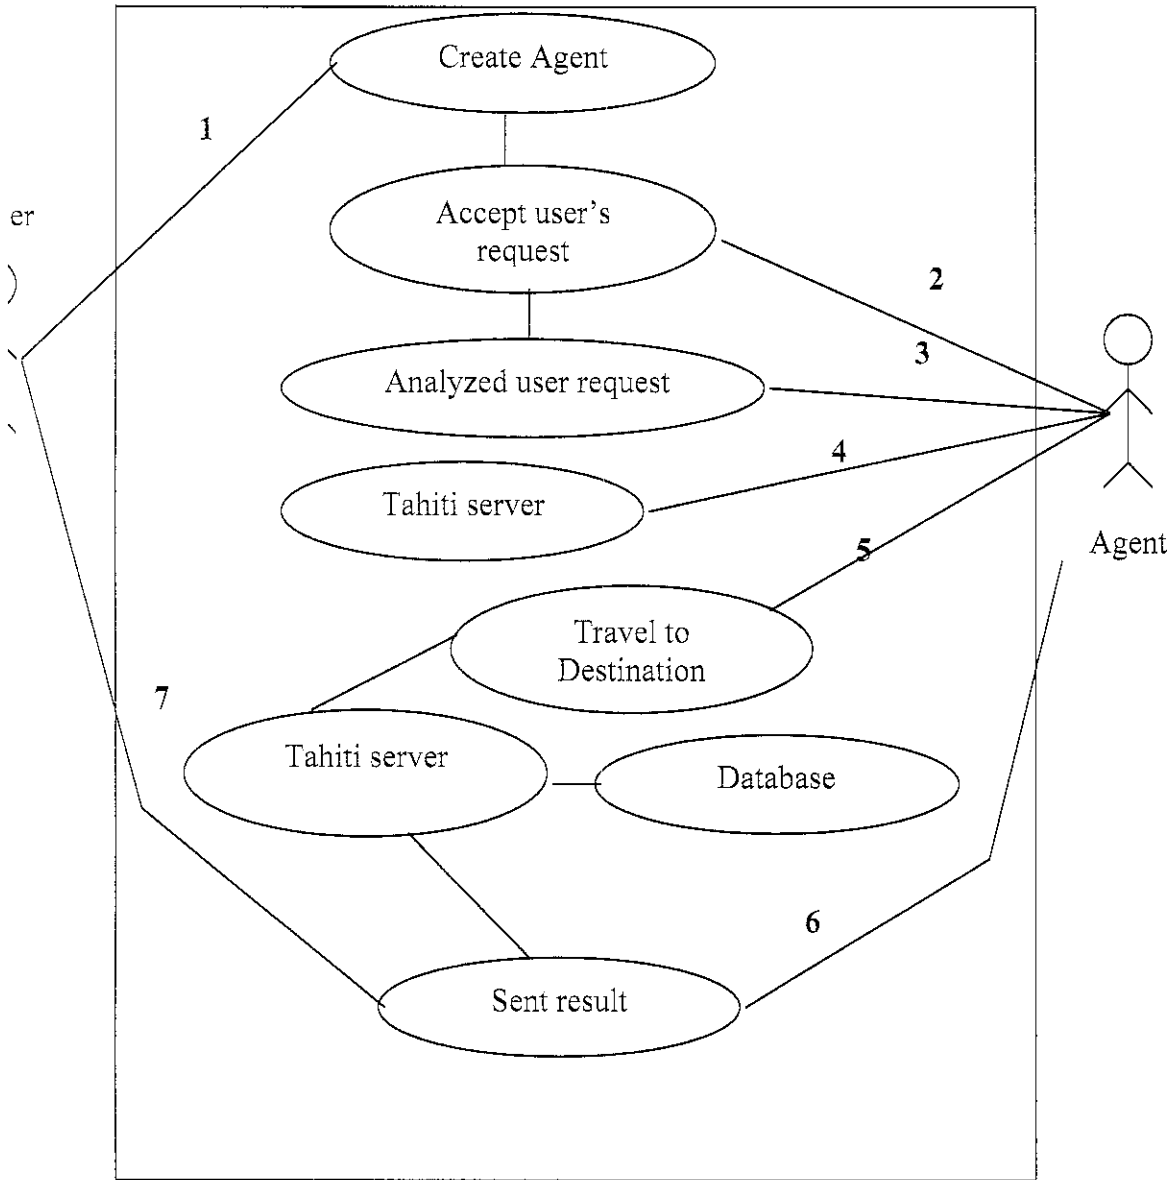 Create Agent
1
Accept user's
request
er
2
3
Analyzed user request
4
Tahiti server
5
Agent
Travel to
Destination
7
Tahiti server
Database
6
Sent result